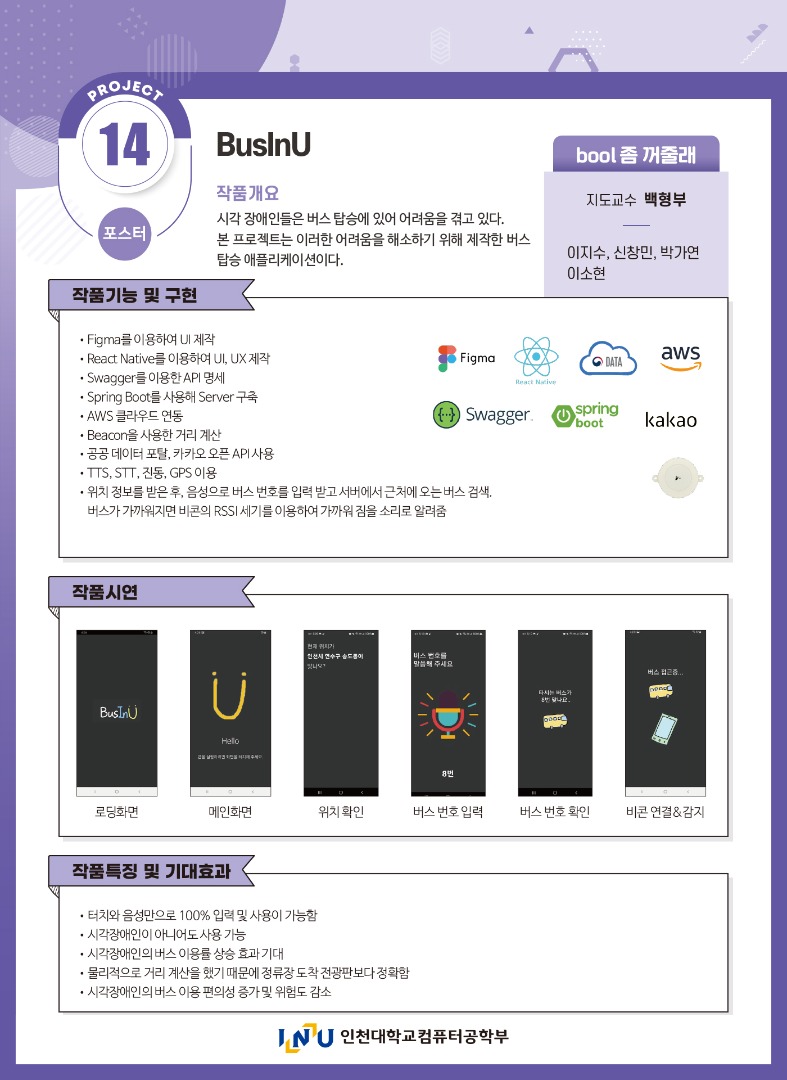 PROJECT
14
포스터
BusInU
작품개요
시각 장애인들은 버스 탑승에 있어 어려움을 겪고 있다.
본 프로젝트는 이러한 어려움을 해소하기 위해 제작한 버스
탑승 애플리케이션이다.
bool 좀 꺼줄래
지도교수 백형부
이지수, 신창민, 박가연
이소현
작품기능 및 구현
• Figma를 이용하여 UI 제작
• React Native를 이용하여 UI, UX 제작
• Swagger를 이용한 API 명세
• Spring Boot를 사용해 Server 구축
• AWS 클라우드 연동
• Beacon을 사용한 거리 계산
• 공공 데이터 포탈, 카카오 오픈 API 사용
• TTS, STT, 진동, GPS 이용
• 위치 정보를 받은 후, 음성으로 버스 번호를 입력 받고 서버에서 근처에 오는 버스 검색.
버스가 가까워지면 비콘의 RSSI 세기를 이용하여 가까워 짐을 소리로 알려줌
Figma
React Native
DATA
aws
Swagger.
spring
boot
kakao
작품시연
BusInU
Ü
Hello
현재 위치가
인천시 연수구 송도동이
맞나요?
버스 번호를
말씀해 주세요
8번
타시는 버스가
8번 맞나요..
버스 접근중...
로딩화면
메인화면
위치 확인
버스 번호 입력
버스 번호 확인
비콘 연결&감지
작품특징 및 기대효과
• 터치와 음성만으로 100% 입력 및 사용이 가능함
• 시각장애인이 아니어도 사용 가능
• 시각장애인의 버스 이용률 상승 효과 기대
• 물리적으로 거리 계산을 했기 때문에 정류장 도착 전광판보다 정확함
• 시각장애인의 버스 이용 편의성 증가 및 위험도 감소
INU 인천대학교컴퓨터공학부